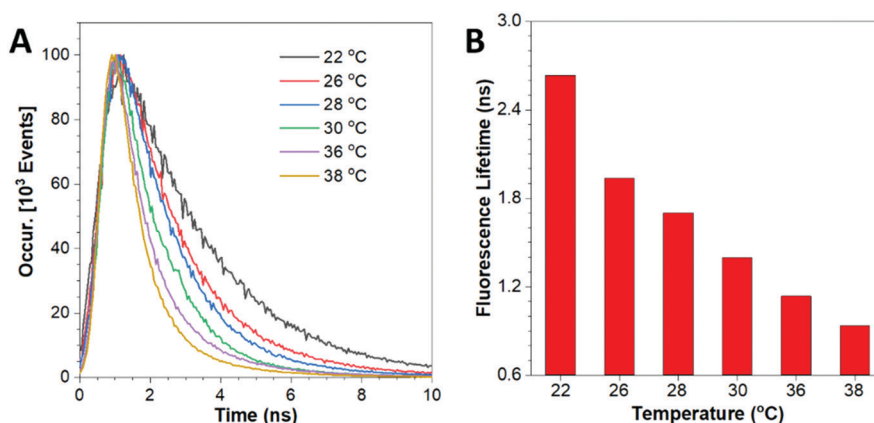 A
Occur. [10³ Events]
100
80
60
40
20
0
22 °C
26 °C
28 °C
30 °C
36 °C
38 °C
0 2 4 6 8 10
Time (ns)
B
Fluorescence Lifetime (ns)
3.0
2.4
1.8
1.2
0.6
22 26 28 30 36 38
Temperature (°C)